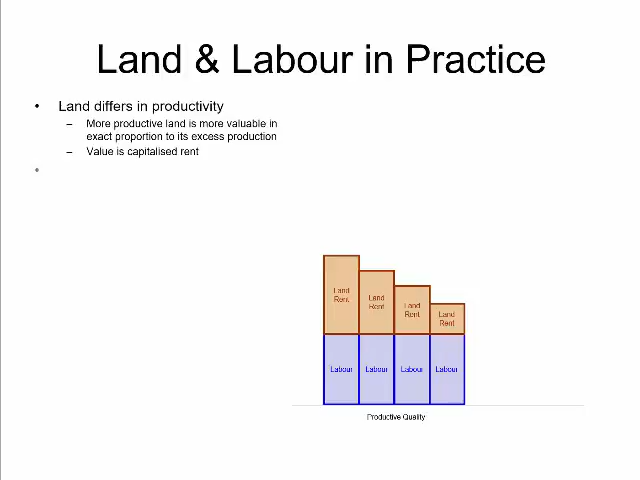 Land & Labour in Practice
• Land differs in productivity
– More productive land is more valuable in
exact proportion to its excess production
– Value is capitalised rent
•
Land
Rent
Land
Rent
Land
Rent
Land
Rent
Labour
Labour
Labour
Labour
Productive Quality